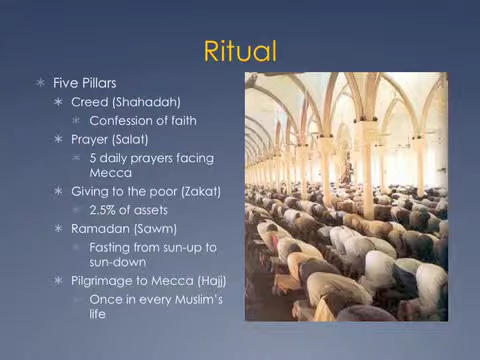 Ritual
Five Pillars
Creed (Shahadah)
Confession of faith
Prayer (Salat)
5 daily prayers facing
Mecca
Giving to the poor (Zakat)
2.5% of assets
Ramadan (Sawm)
Fasting from sun-up to
sun-down
Pilgrimage to Mecca (Hajj)
Once in every Muslim’s
life